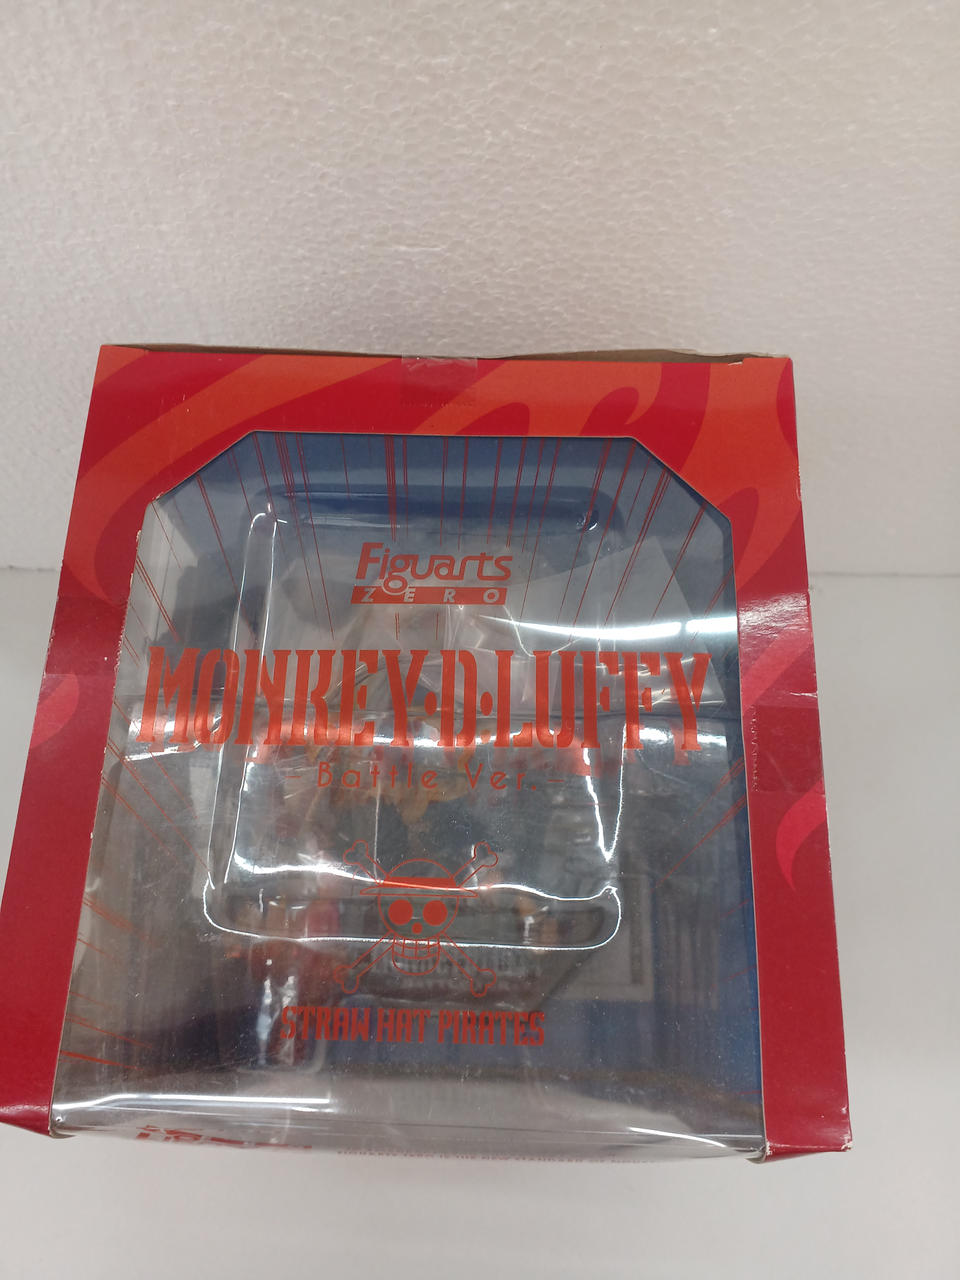 Figuarts
ZERO
MONKEY·D·LUFFY
- Battle Ver. -
STRAW HAT PIRATES